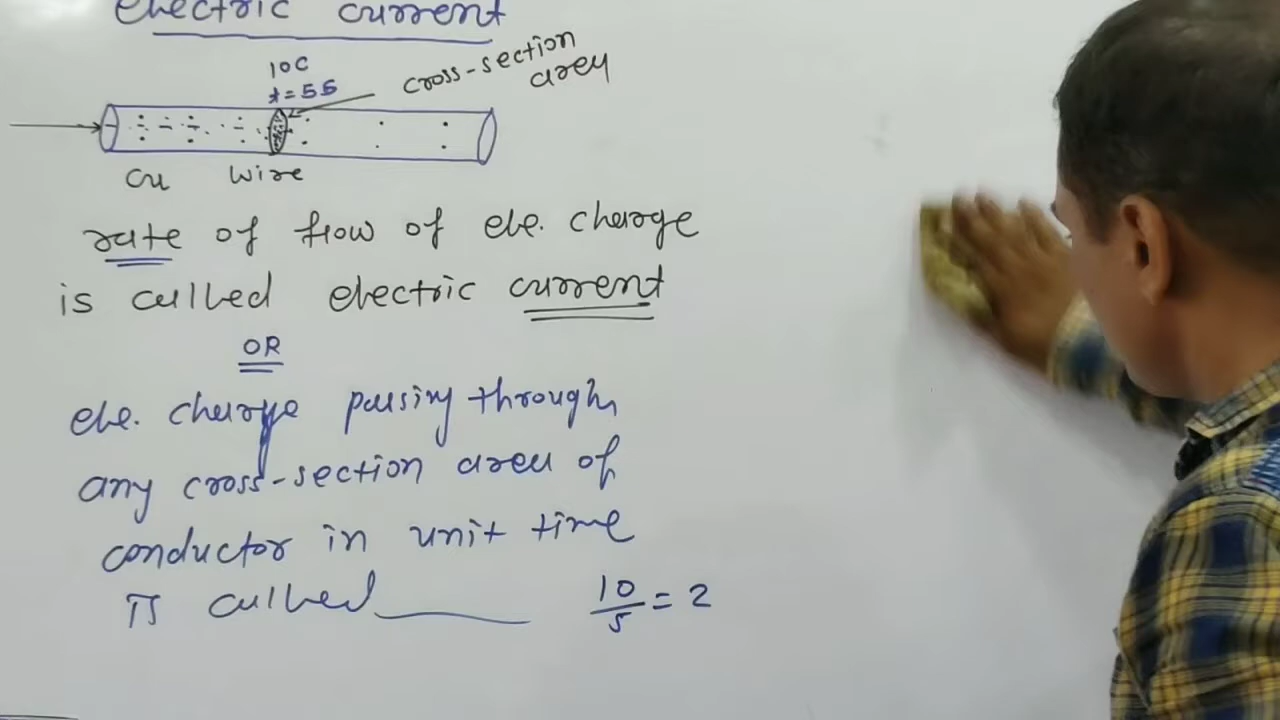 electric current
10C
t=5S
cross-section
area
Cu wire
rate of flow of ele. charge
is called electric current
OR
ele. charge passing through
any cross-section area of
conductor in unit time
is called
10/5 = 2